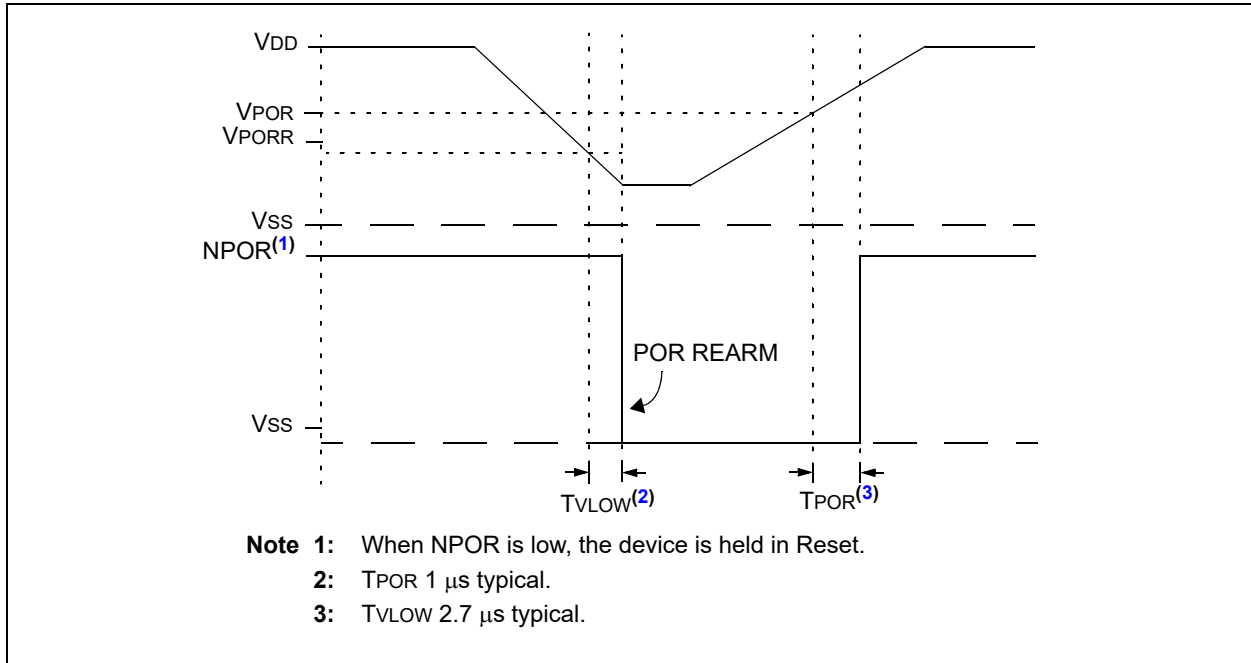 VDD
VPOR
VPORR
VSS
NPOR(1)
POR REARM
VSS
TVLOW(2)
TPOR(3)
Note 1: When NPOR is low, the device is held in Reset.
2: TPOR 1 μs typical.
3: TVLOW 2.7 μs typical.